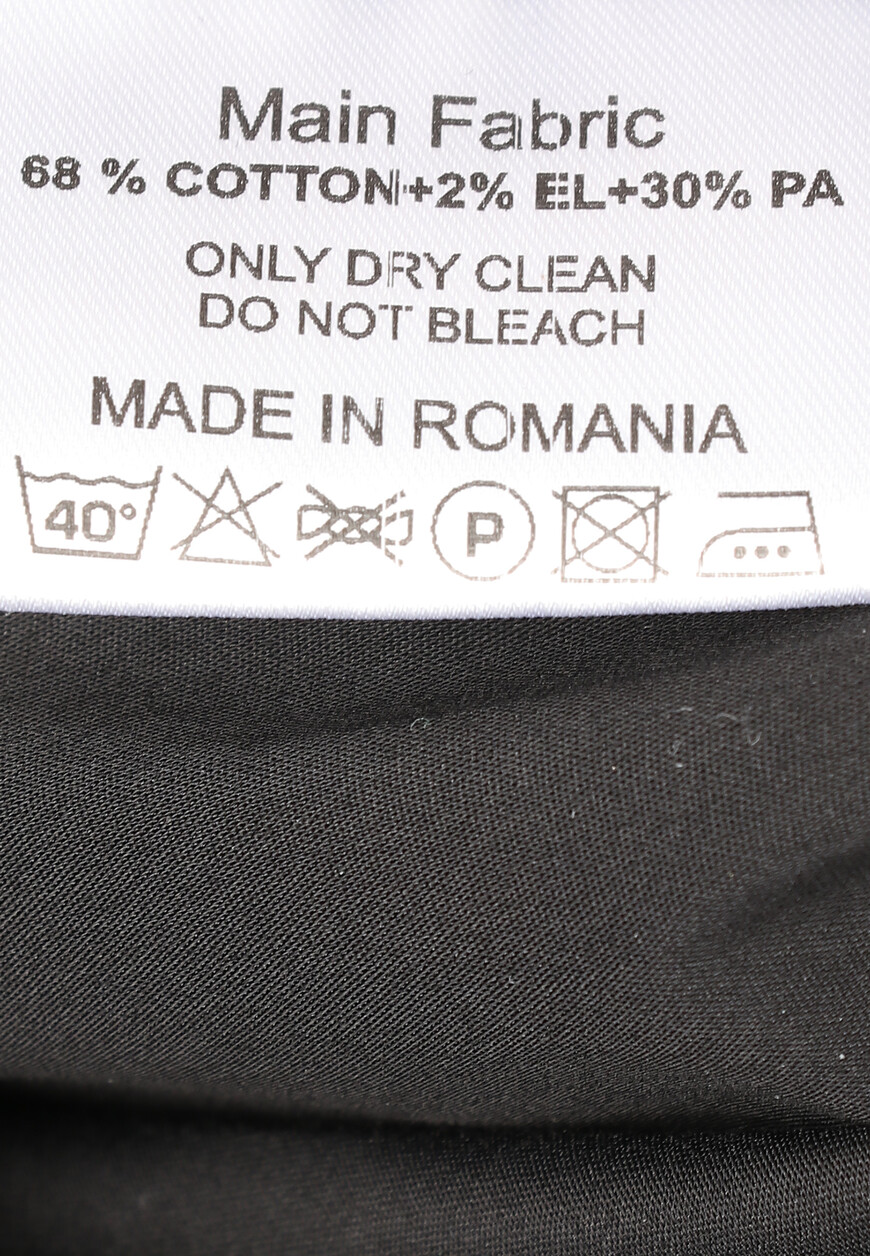 Main Fabric
68 % COTTON+2% EL+30% PA
ONLY DRY CLEAN
DO NOT BLEACH
MADE IN ROMANIA
40° P